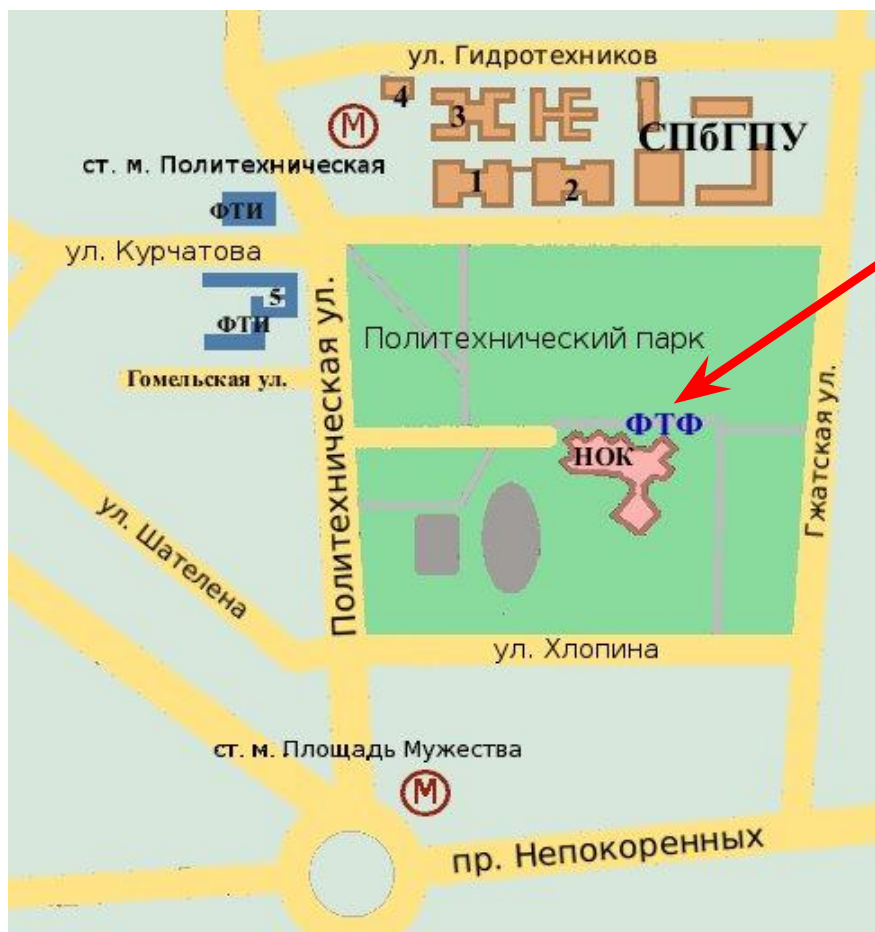 ул. Гидротехников
4
3
М
СПбГПУ
ст. м. Политехническая
1
2
ФТИ
ул. Курчатова
5
ФТИ
Политехнический парк
Гомельская ул.
Политехническая ул.
ФТФ
НОК
Гжатская ул.
ул. Шателена
ул. Хлопина
ст. м. Площадь Мужества
М
пр. Непокоренных